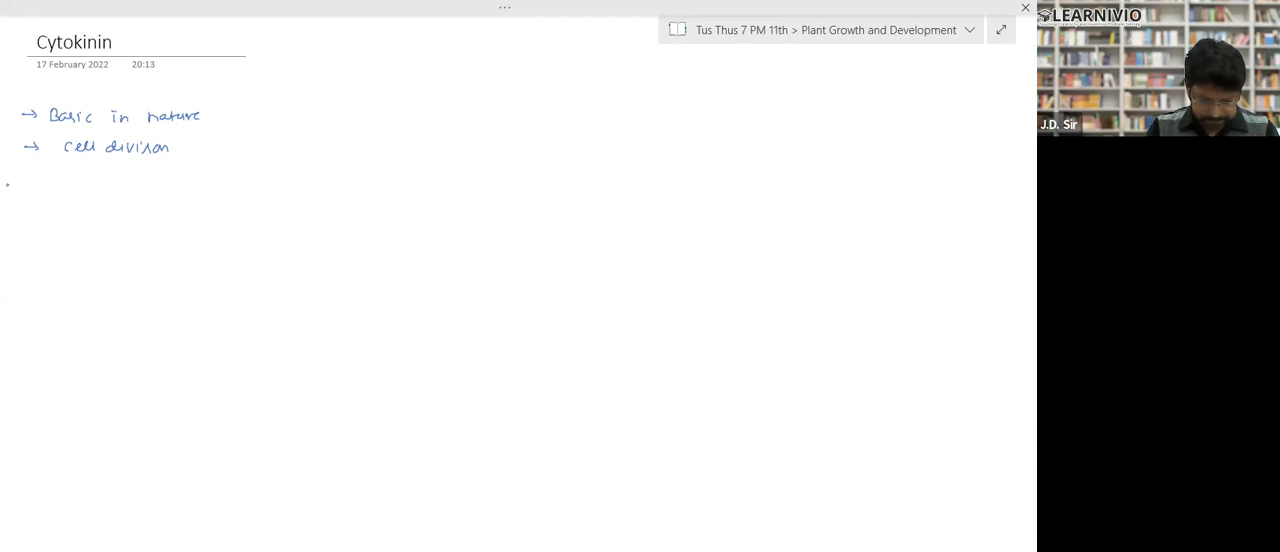 Cytokinin
17 February 2022 20:13
→ Basic in nature
→ cell divison
Tus Thus 7 PM 11th > Plant Growth and Development
LEARNIVIO
J.D. Sir